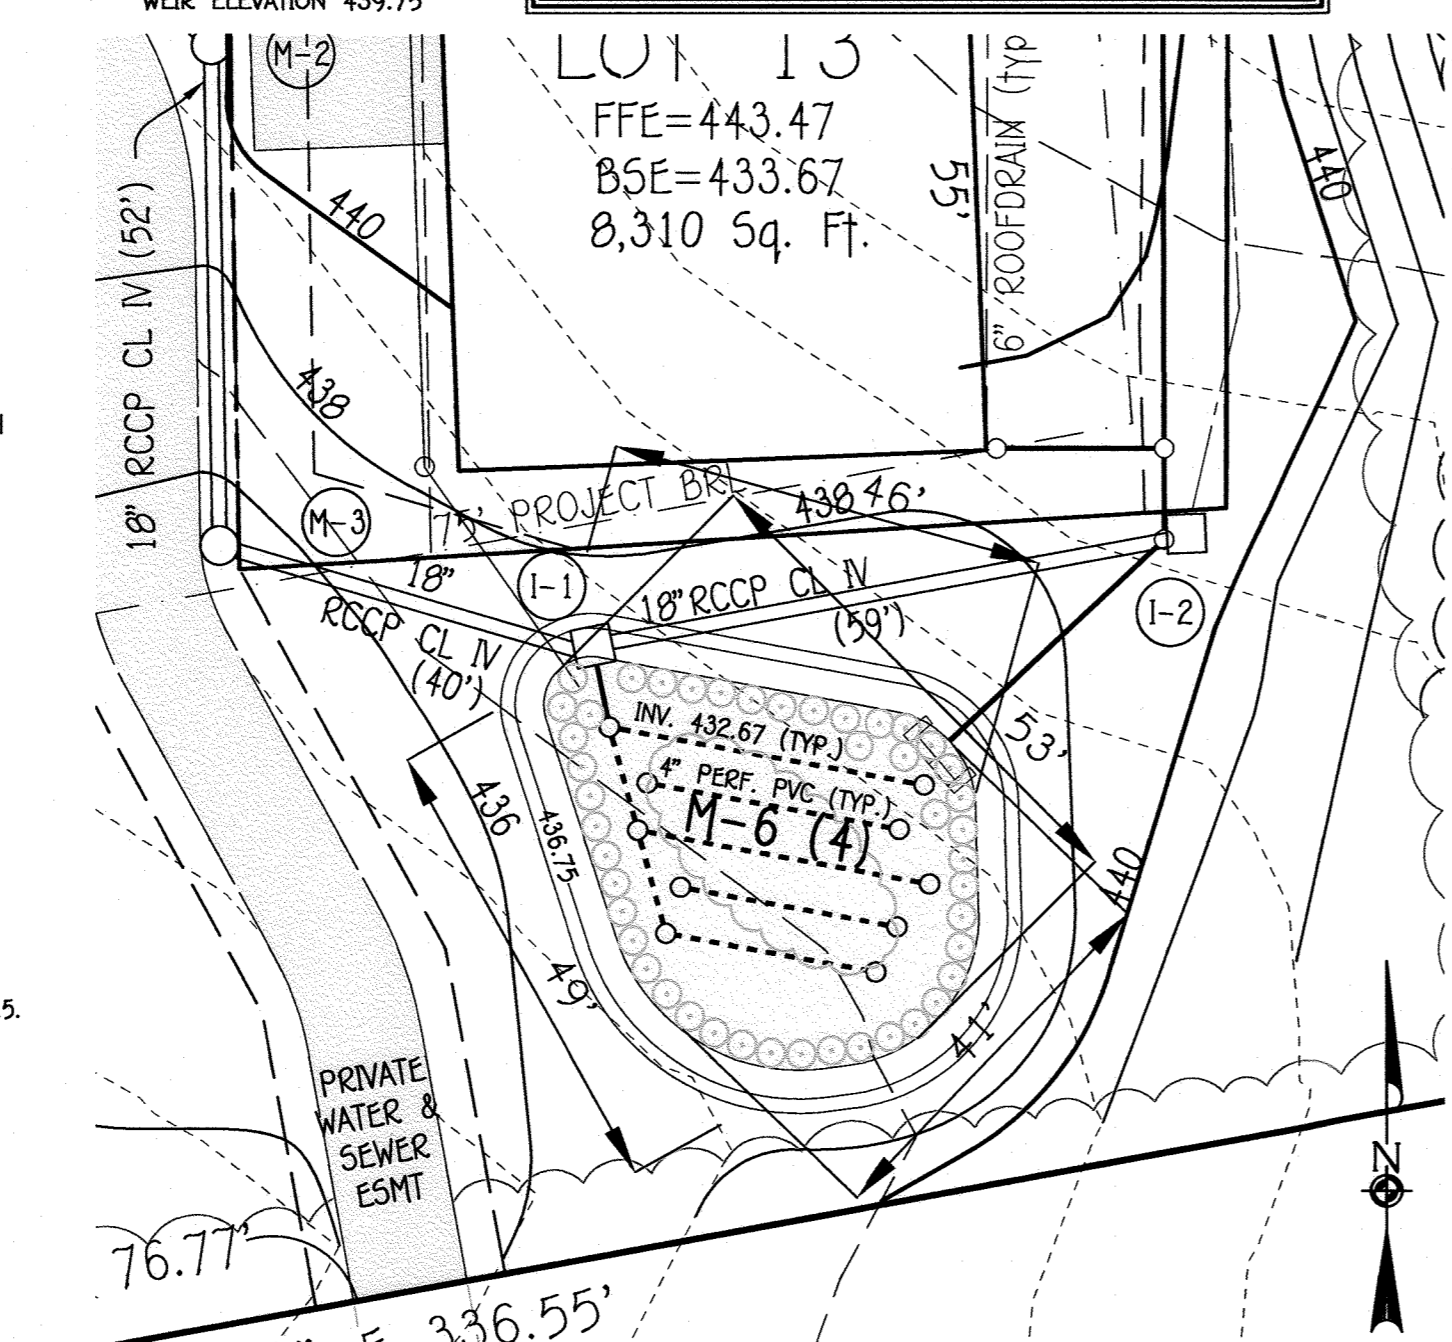 WEIR ELEVATION 439.75
M-2
LOT 13
FFE=443.47
BSE=433.67
8,310 Sq. Ft.
55'
6" ROOFDRAIN (typ
440
440
18" RCCP CL IV (52')
438
M-3
75' PROJECT BRL
438 46'
18"
RCCP CL IV
(40')
I-1
18" RCCP CL IV
(59')
I-2
INV. 432.67 (TYP.)
4" PERF. PVC (TYP.)
M-6 (4)
53'
436
436.75
440
49'
41'
5.
PRIVATE
WATER &
SEWER
ESMT
N
76.77'
E 336.55'